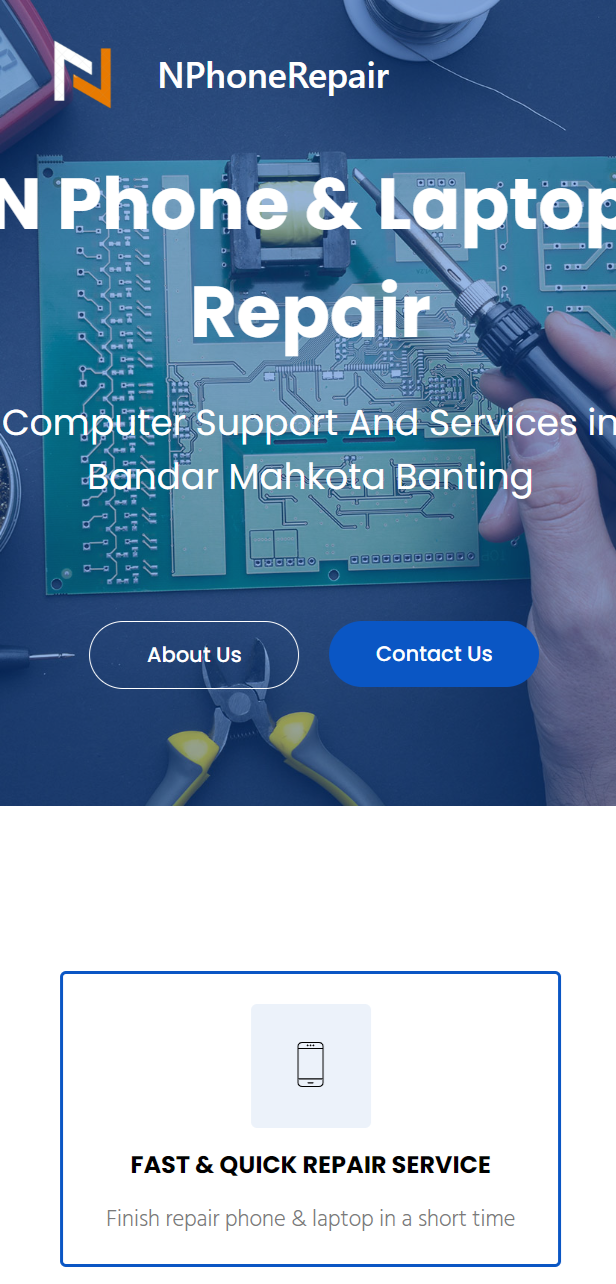 NPhoneRepair
N Phone & Laptop
Repair
Computer Support And Services in
Bandar Mahkota Banting
About Us
Contact Us
FAST & QUICK REPAIR SERVICE
Finish repair phone & laptop in a short time